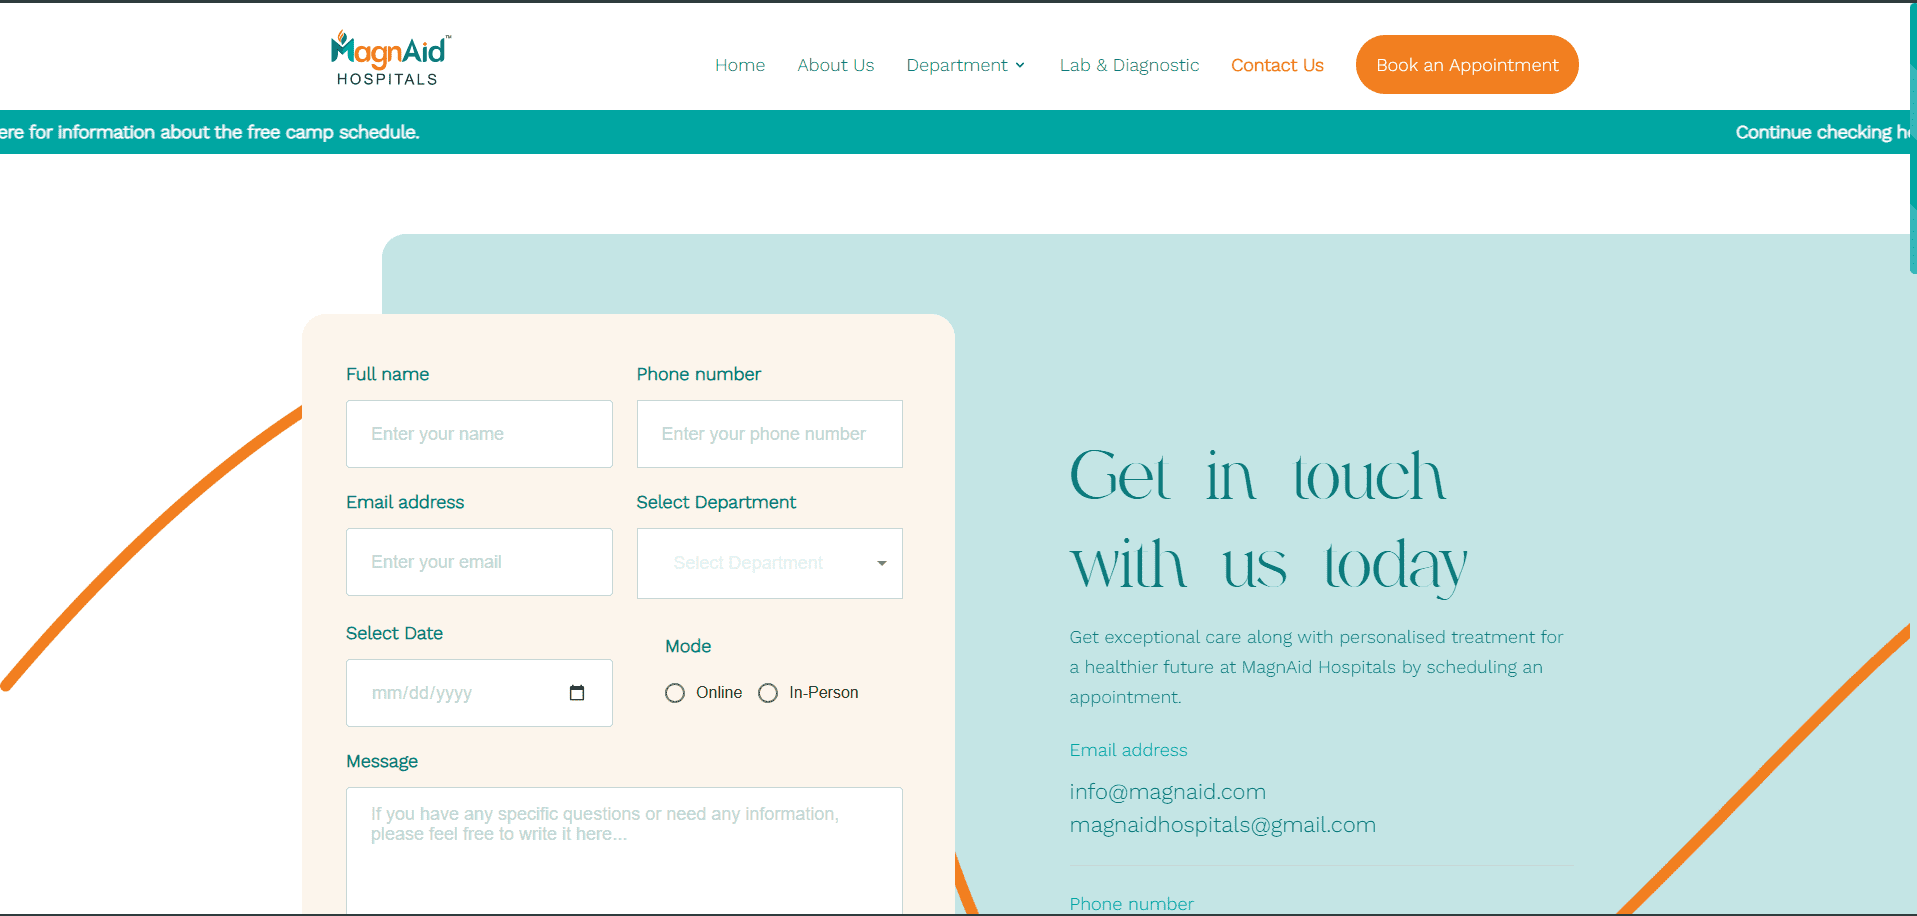 MagnAid™
HOSPITALS
Home About Us Department Lab & Diagnostic Contact Us Book an Appointment
ere for information about the free camp schedule. Continue checking
Full name
Enter your name
Phone number
Enter your phone number
Email address
Enter your email
Select Department
Select Department
Select Date
mm/dd/yyyy
Mode
Online In-Person
Message
If you have any specific questions or need any information,
please feel free to write it here...
Get in touch
with us today
Get exceptional care along with personalised treatment for
a healthier future at MagnAid Hospitals by scheduling an
appointment.
Email address
info@magnaid.com
magnaidhospitals@gmail.com
Phone number